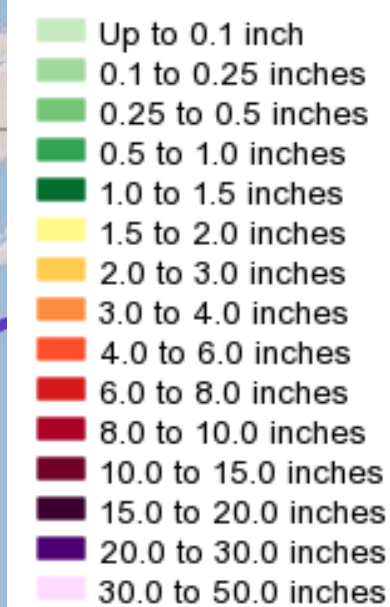 Up to 0.1 inch
0.1 to 0.25 inches
0.25 to 0.5 inches
0.5 to 1.0 inches
1.0 to 1.5 inches
1.5 to 2.0 inches
2.0 to 3.0 inches
3.0 to 4.0 inches
4.0 to 6.0 inches
6.0 to 8.0 inches
8.0 to 10.0 inches
10.0 to 15.0 inches
15.0 to 20.0 inches
20.0 to 30.0 inches
30.0 to 50.0 inches